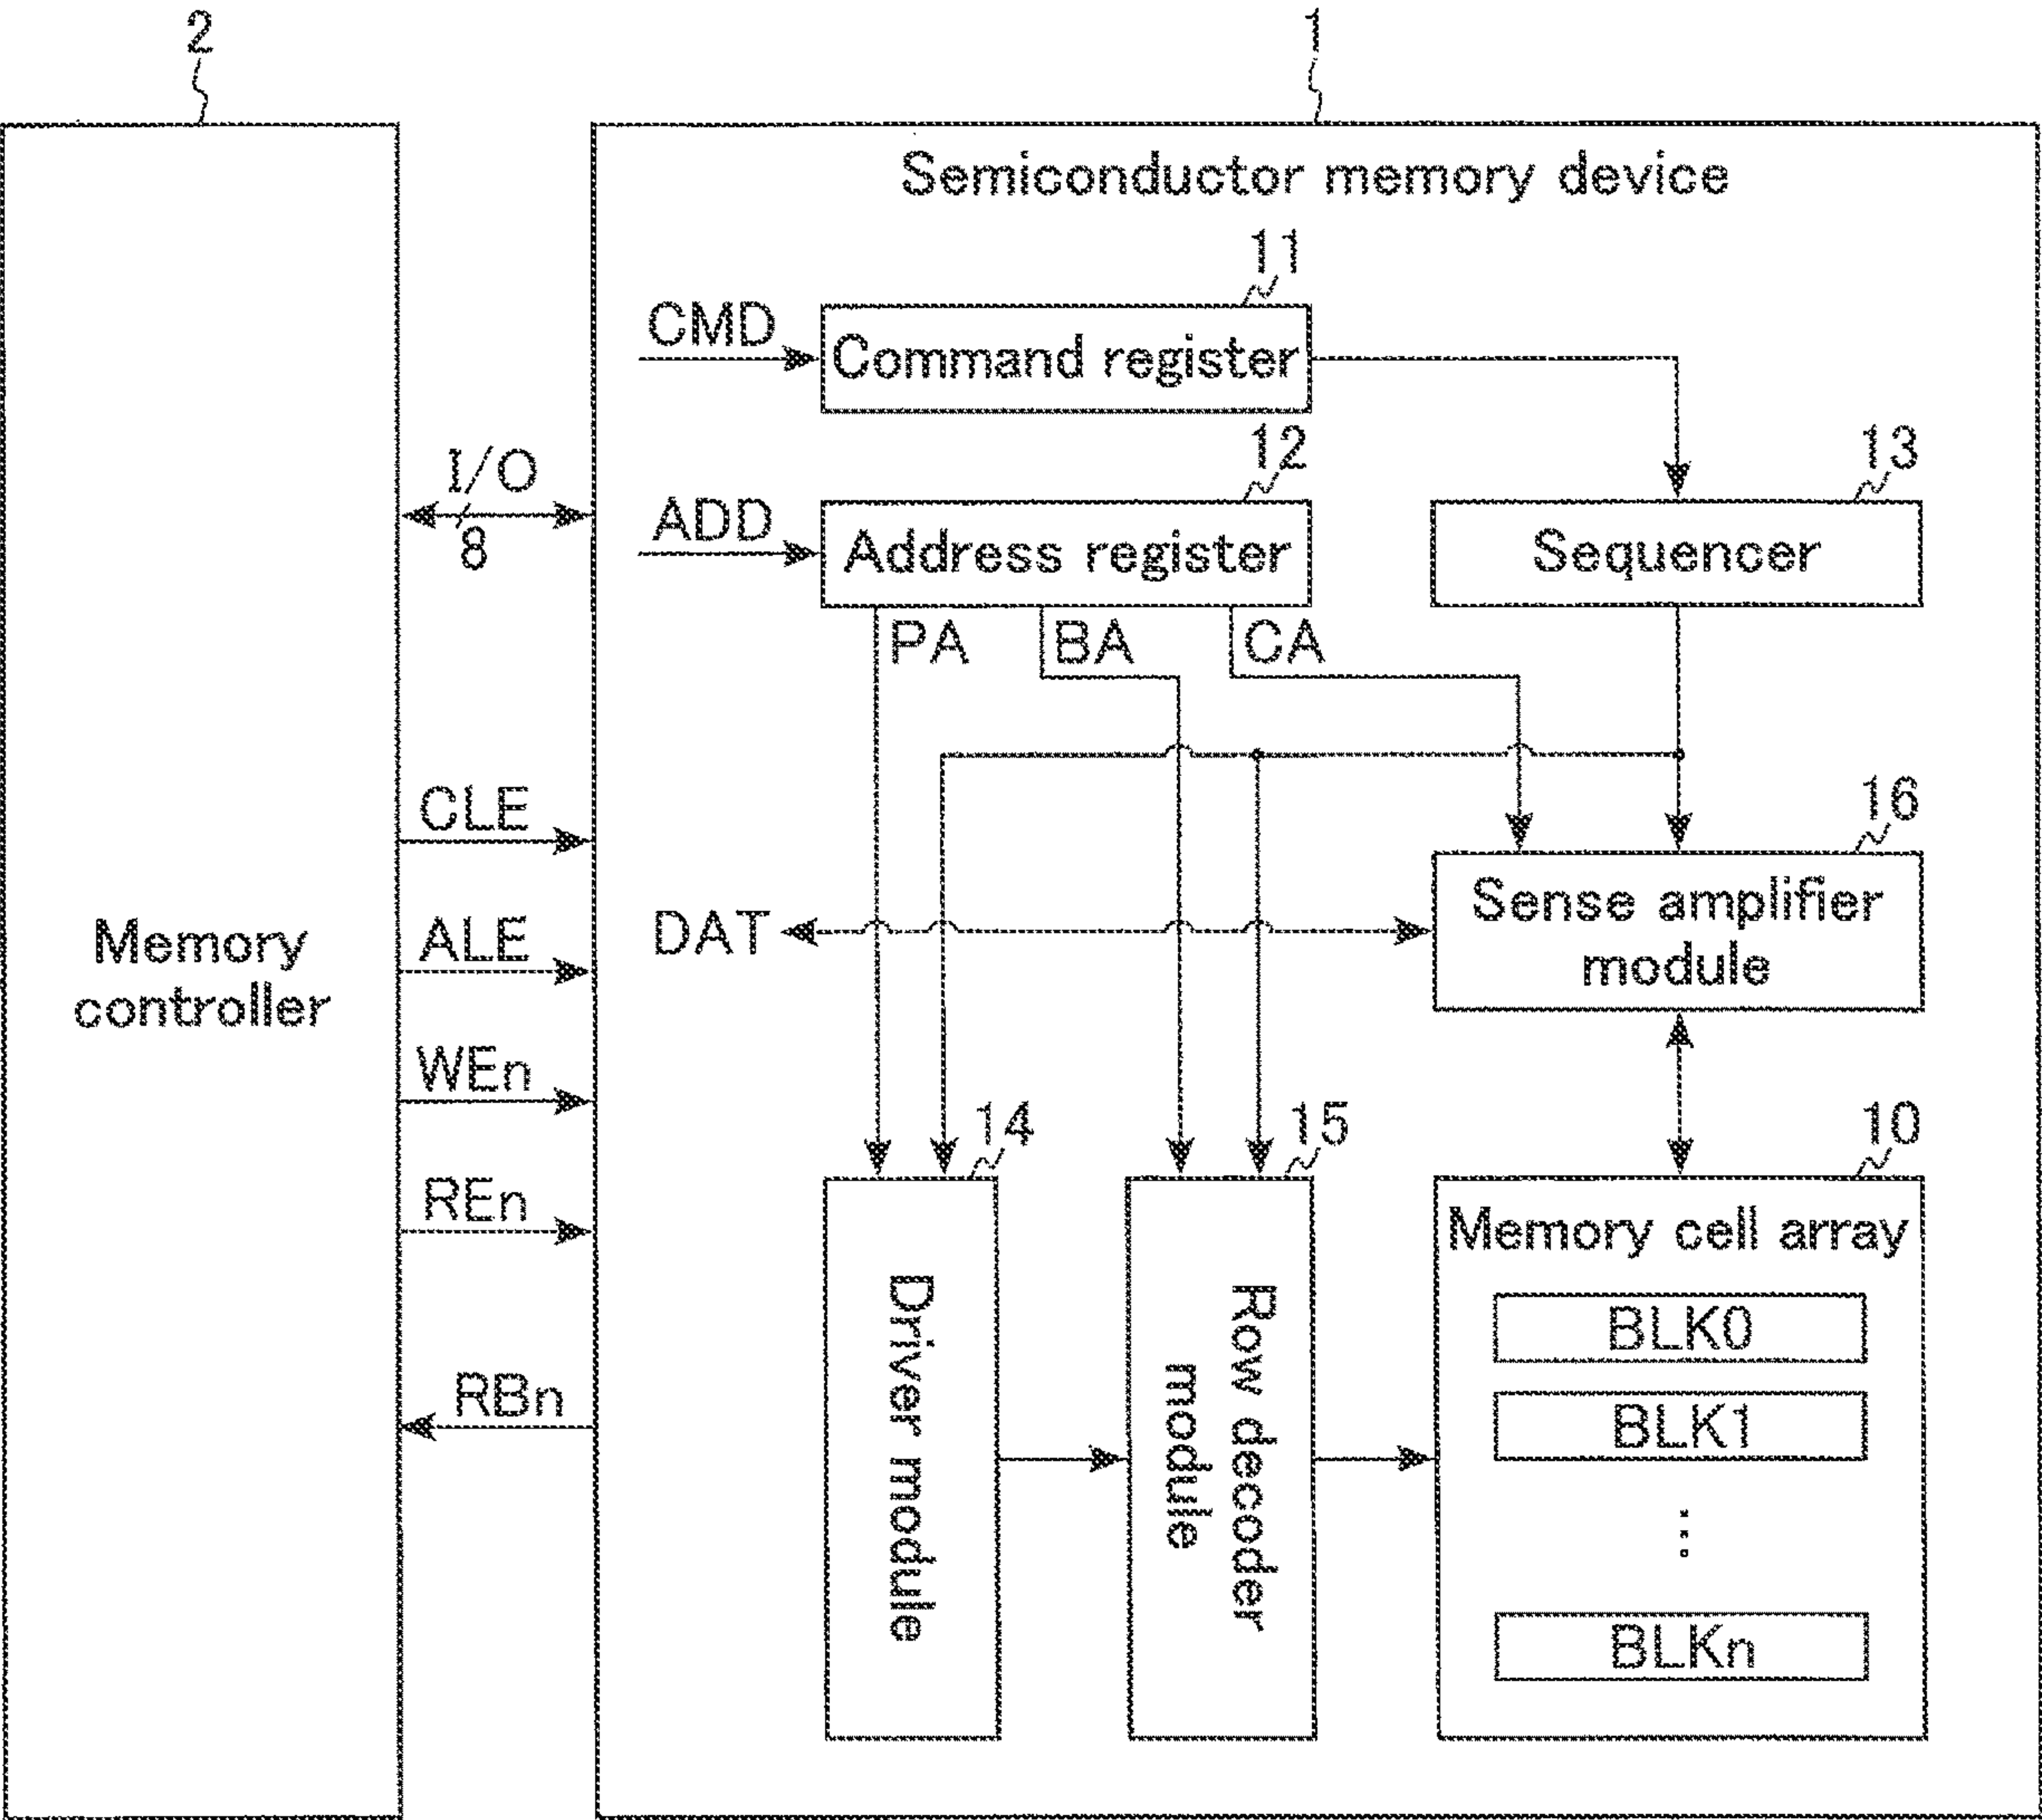 2
1
Semiconductor memory device
11
CMD
Command register
I/O
8
12
ADD
Address register
13
Sequencer
PA
BA
CA
CLE
ALE
WEn
REn
RBn
Memory
controller
16
DAT
Sense amplifier
module
14
Driver module
15
Row decoder
module
10
Memory cell array
BLK0
BLK1
BLKn